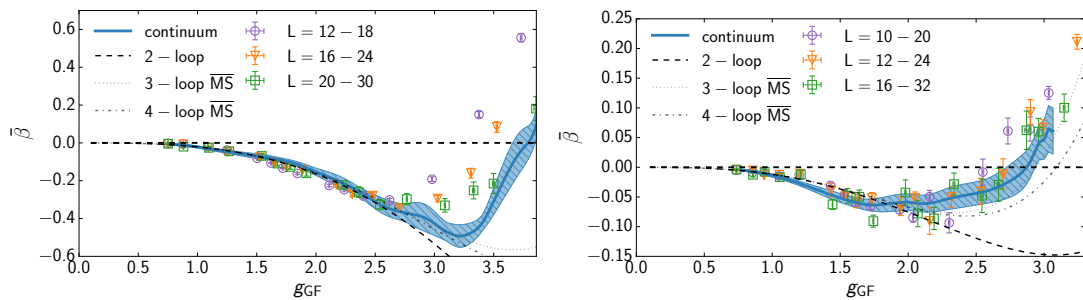 0.6
0.4
0.2
0.0
−0.2
−0.4
−0.6
β̄
continuum
2−loop
3−loop M̅S̅
4−loop M̅S̅
L = 12 − 18
L = 16 − 24
L = 20 − 30
0.0 0.5 1.0 1.5 2.0 2.5 3.0 3.5
gGF
0.25
0.20
0.15
0.10
0.05
0.00
−0.05
−0.10
−0.15
β̄
continuum
2−loop
3−loop M̅S̅
4−loop M̅S̅
L = 10 − 20
L = 12 − 24
L = 16 − 32
0.0 0.5 1.0 1.5 2.0 2.5 3.0
gGF